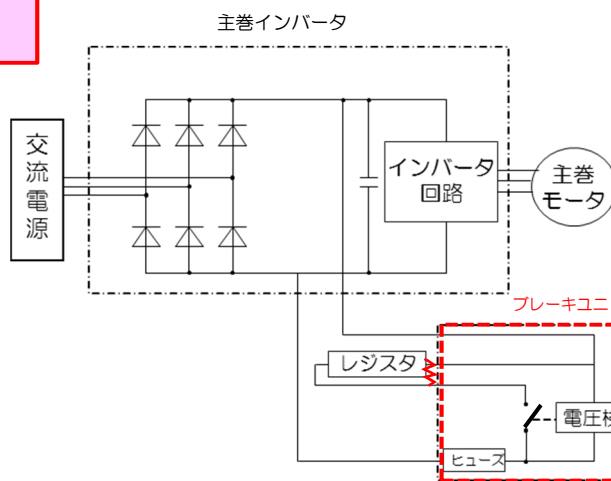 主巻インバータ
交流電源
インバータ
回路
主巻
モータ
ブレーキユニ
レジスタ
電圧検
ヒューズ